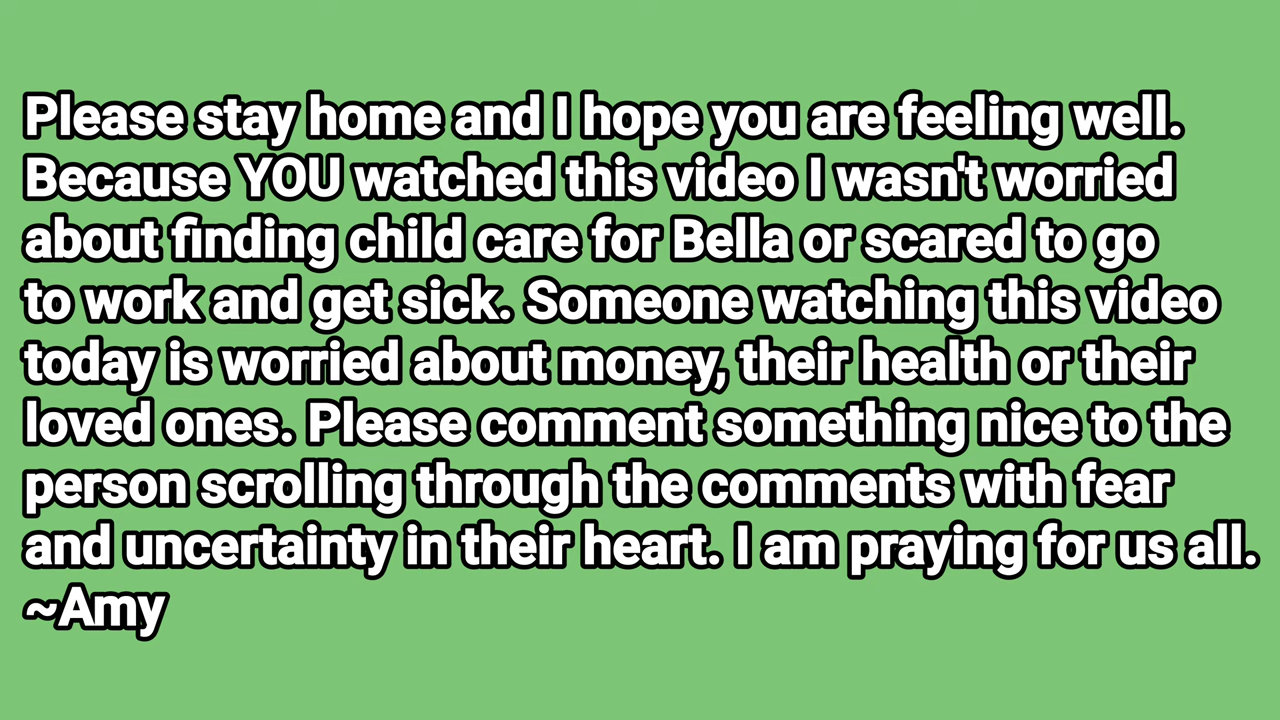 Please stay home and I hope you are feeling well.
Because YOU watched this video I wasn't worried
about finding child care for Bella or scared to go
to work and get sick. Someone watching this video
today is worried about money, their health or their
loved ones. Please comment something nice to the
person scrolling through the comments with fear
and uncertainty in their heart. I am praying for us all.
~Amy